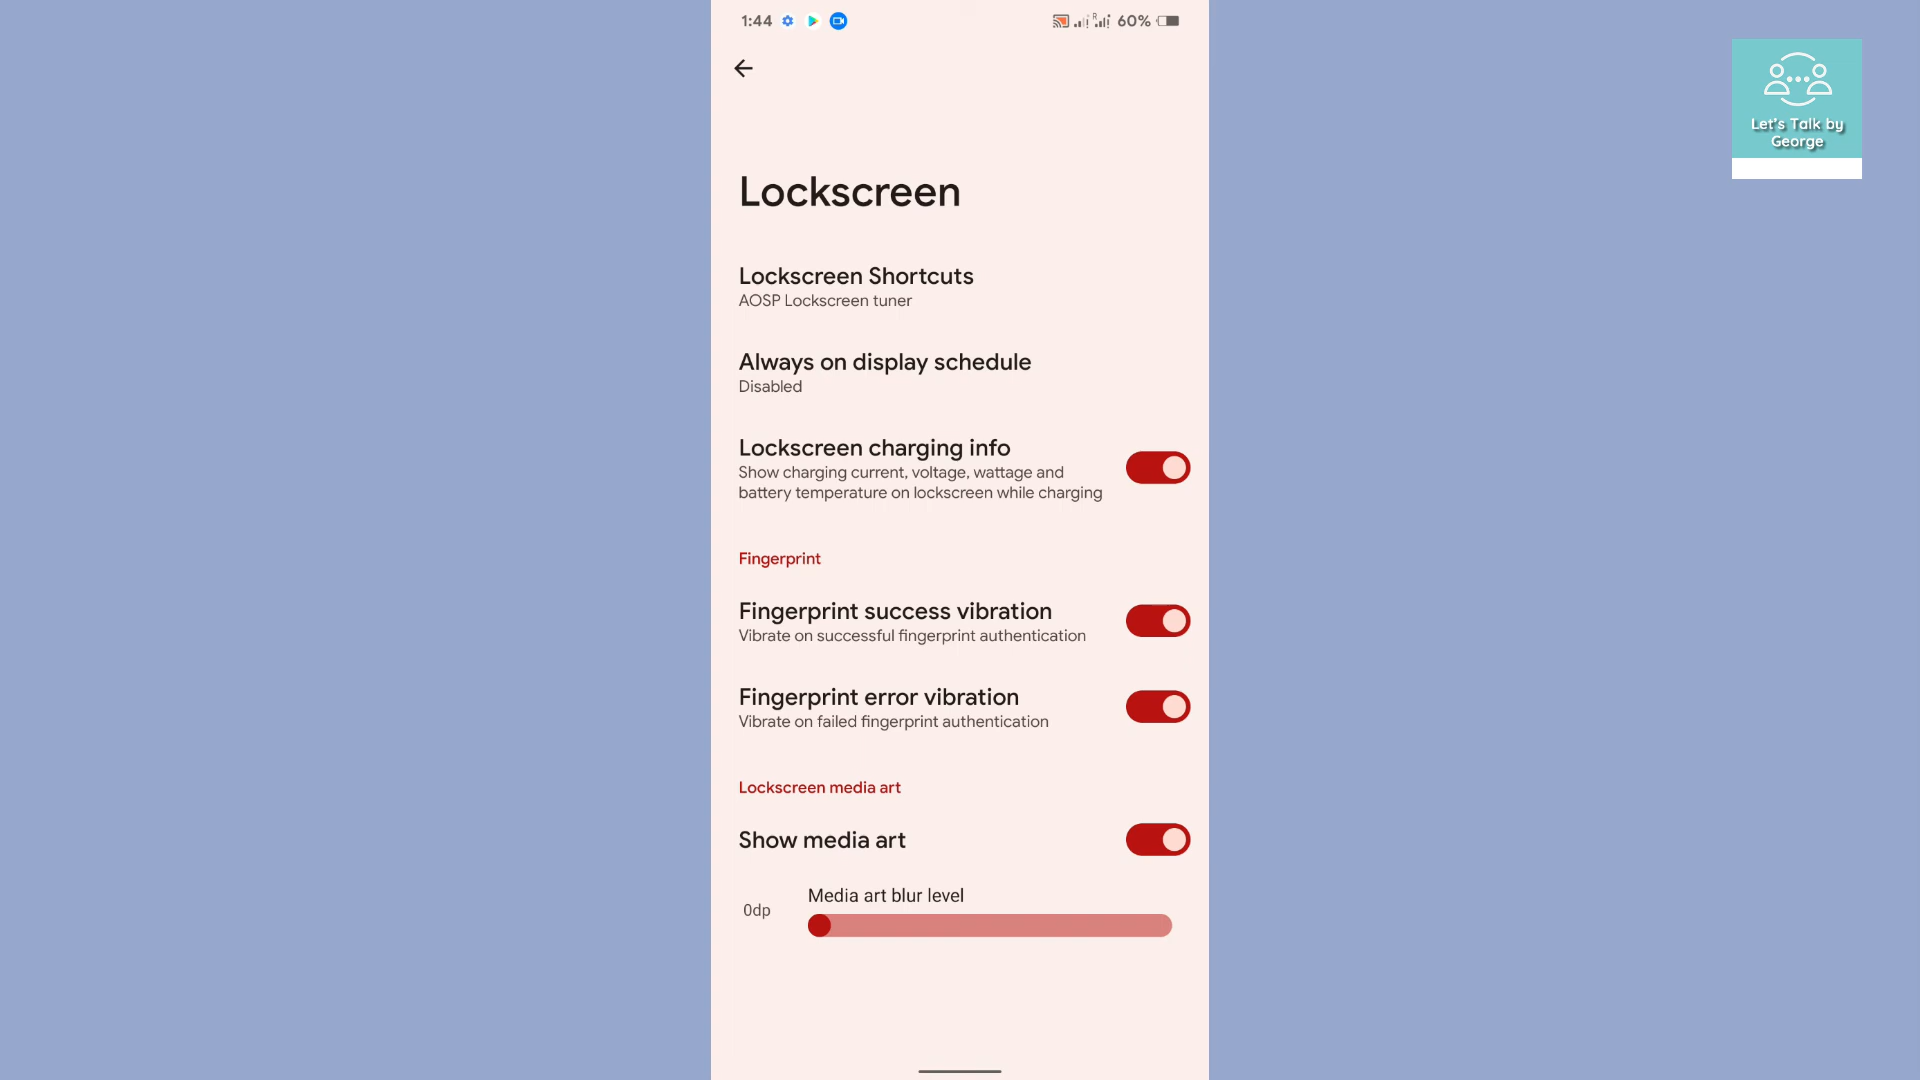 1:44
60%
Let's Talk by
George
Lockscreen
Lockscreen Shortcuts
AOSP Lockscreen tuner
Always on display schedule
Disabled
Lockscreen charging info
Show charging current, voltage, wattage and
battery temperature on lockscreen while charging
Fingerprint
Fingerprint success vibration
Vibrate on successful fingerprint authentication
Fingerprint error vibration
Vibrate on failed fingerprint authentication
Lockscreen media art
Show media art
Media art blur level
0dp